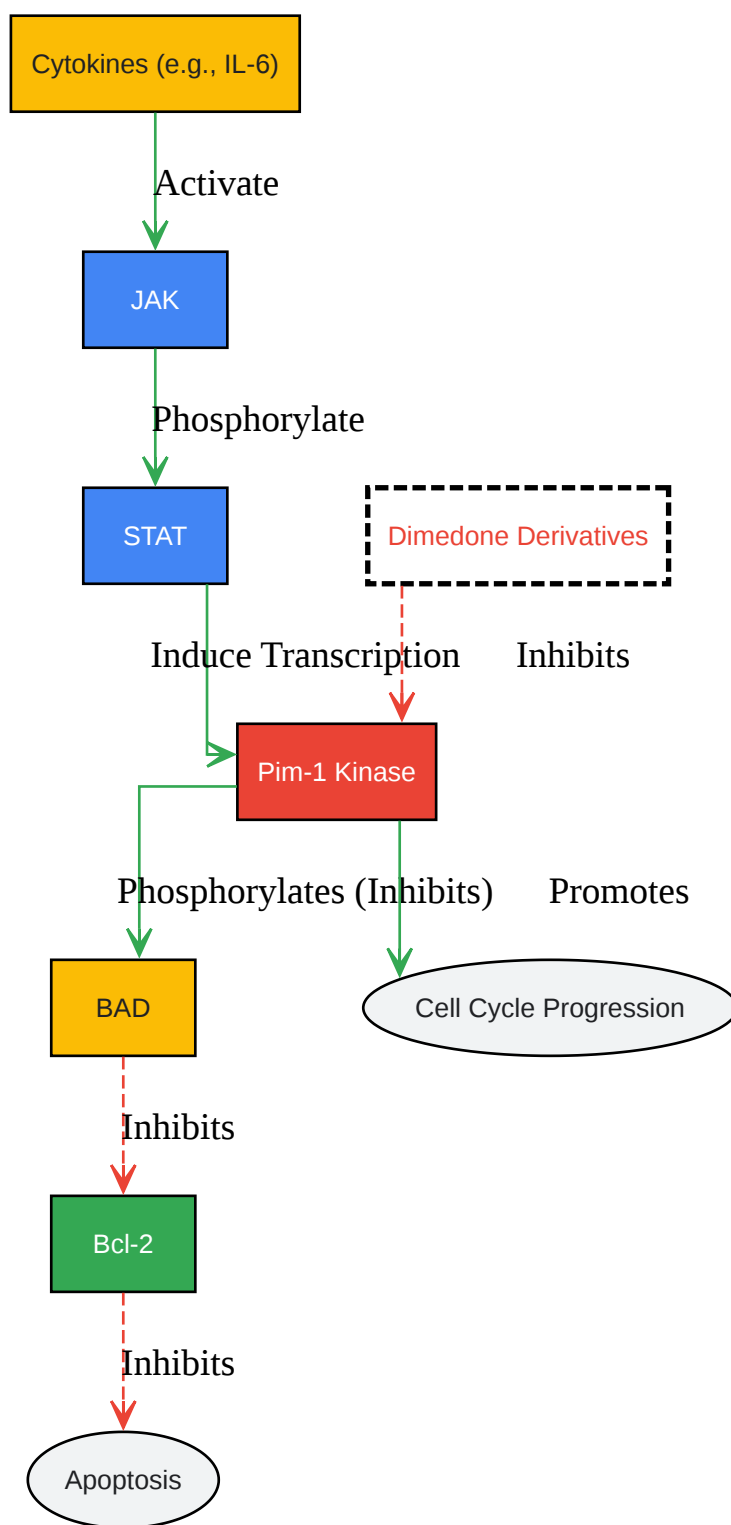 Cytokines (e.g., IL-6)
Activate
JAK
Phosphorylate
STAT
Dimedone Derivatives
Induce Transcription
Inhibits
Pim-1 Kinase
Phosphorylates (Inhibits)
Promotes
BAD
Cell Cycle Progression
Inhibits
Bcl-2
Inhibits
Apoptosis